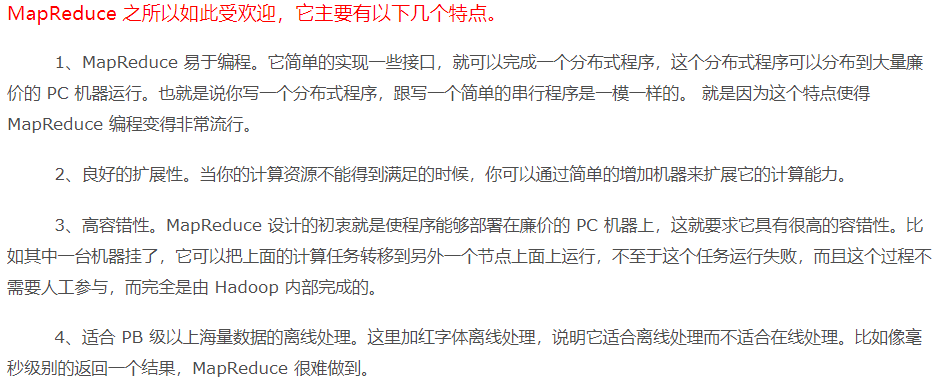 MapReduce 之所以如此受欢迎，它主要有以下几个特点。
1、MapReduce 易于编程。它简单的实现一些接口，就可以完成一个分布式程序，这个分布式程序可以分布到大量廉
价的 PC 机器运行。也就是说你写一个分布式程序，跟写一个简单的串行程序是一模一样的。 就是因为这个特点使得
MapReduce 编程变得非常流行。
2、良好的扩展性。当你的计算资源不能得到满足的时候，你可以通过简单的增加机器来扩展它的计算能力。
3、高容错性。MapReduce 设计的初衷就是使程序能够部署在廉价的 PC 机器上，这就要求它具有很高的容错性。比
如其中一台机器挂了，它可以把上面的计算任务转移到另外一个节点上面上运行，不至于这个任务运行失败，而且这个过程不
需要人工参与，而完全是由 Hadoop 内部完成的。
4、适合 PB 级以上海量数据的离线处理。这里加红字体离线处理，说明它适合离线处理而不适合在线处理。比如像毫
秒级别的返回一个结果，MapReduce 很难做到。